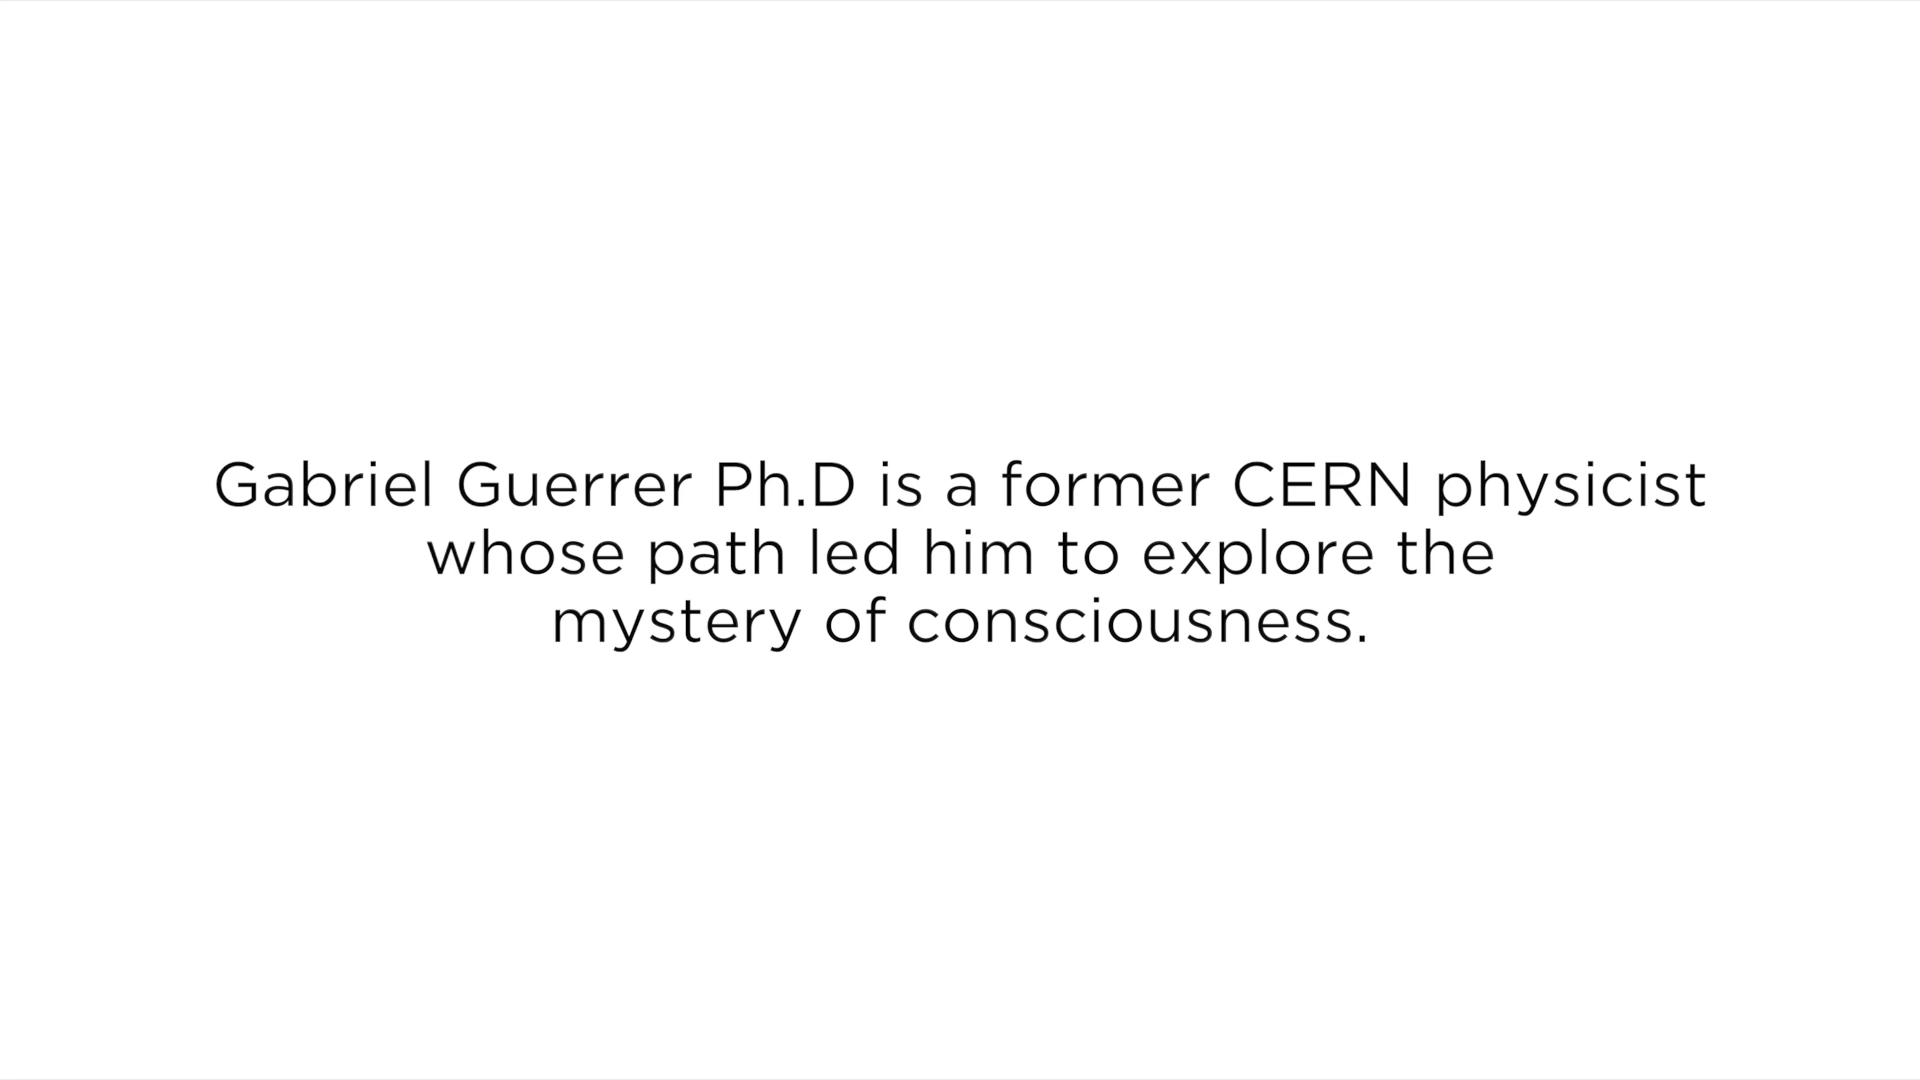 Gabriel Guerrer Ph.D is a former CERN physicist
whose path led him to explore the
mystery of consciousness.